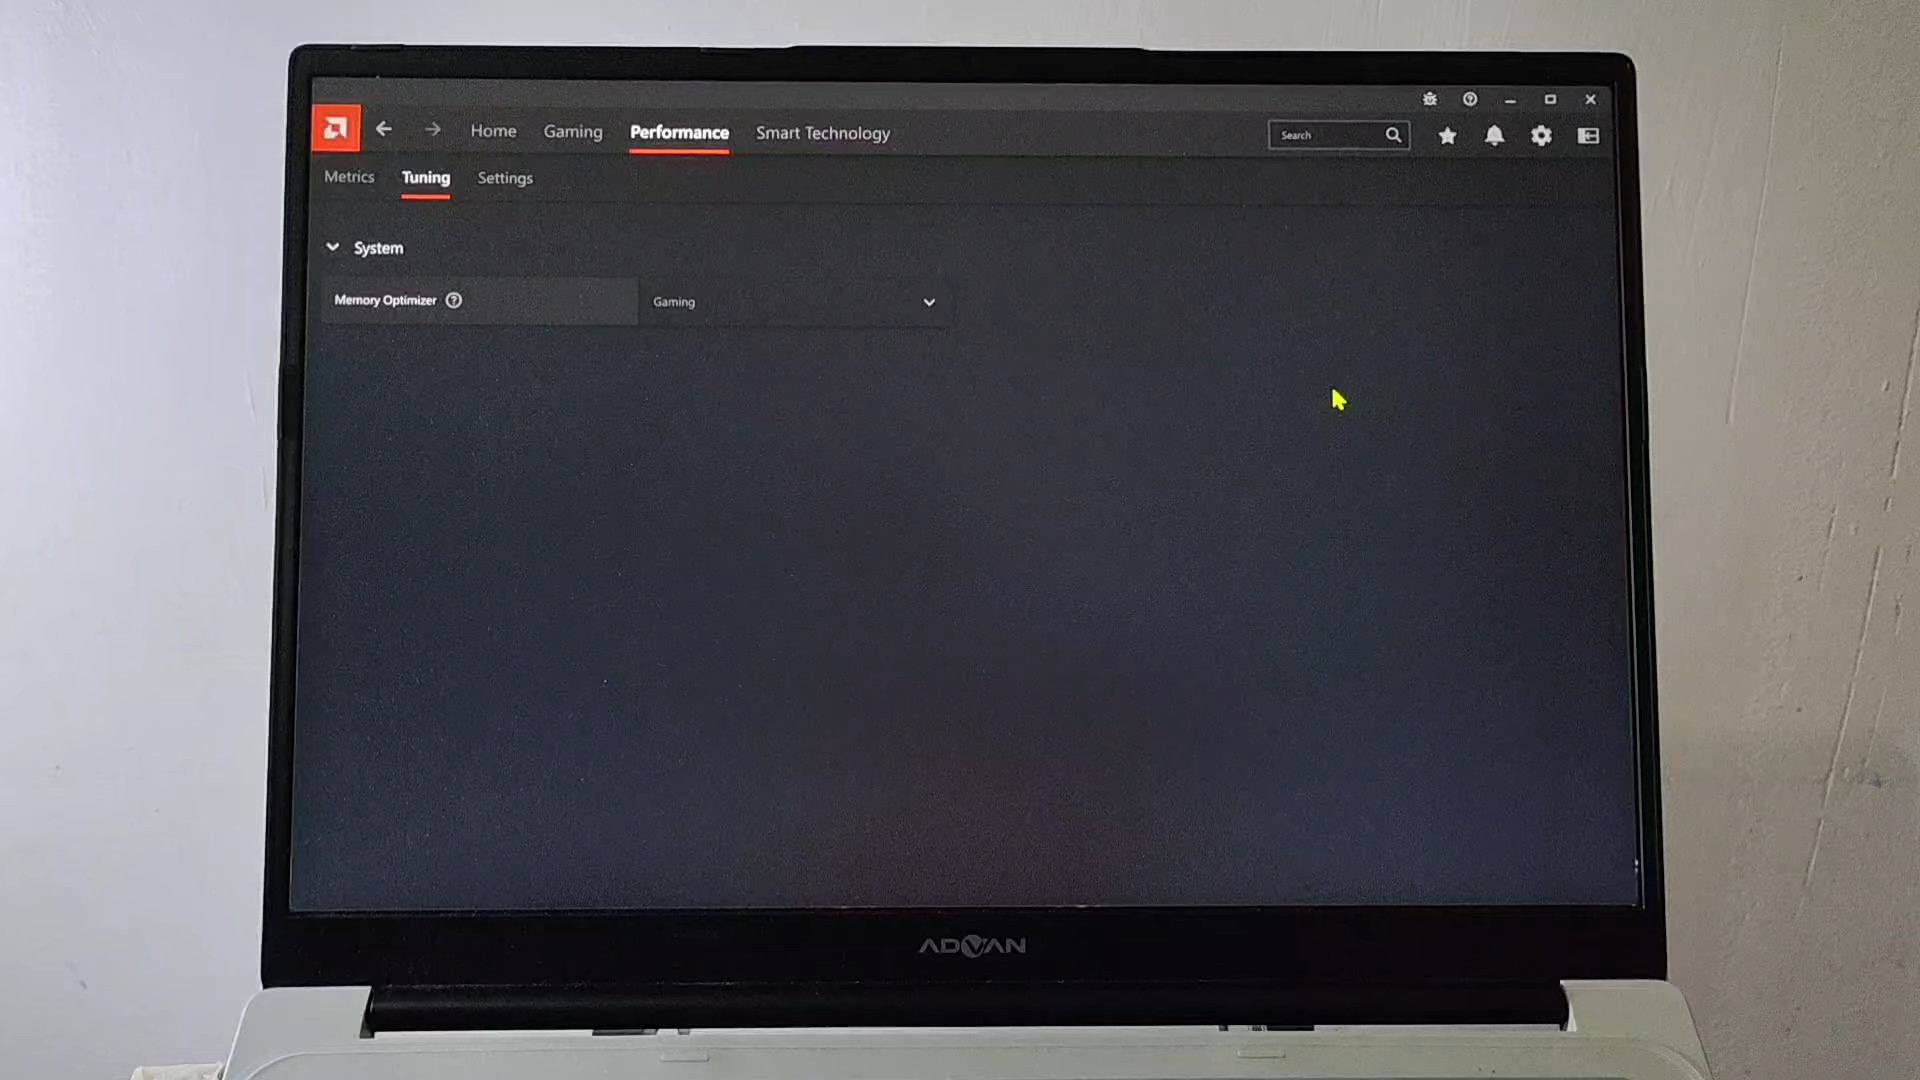 Home Gaming Performance Smart Technology Search
Metrics Tuning Settings
System
Memory Optimizer Gaming
ADVAN